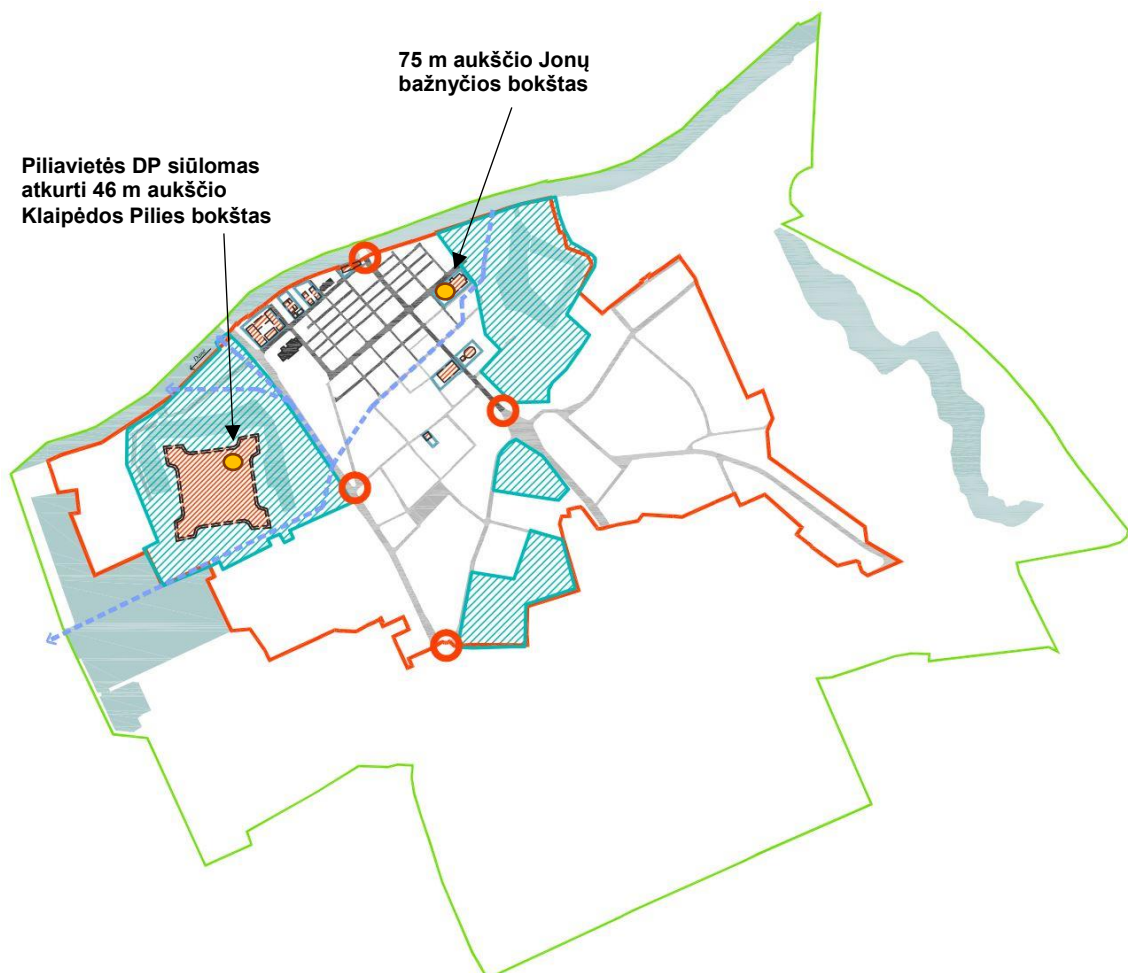 75 m aukščio Jonų
bažnyčios bokštas
Piliavietės DP siūlomas
atkurti 46 m aukščio
Klaipėdos Pilies bokštas